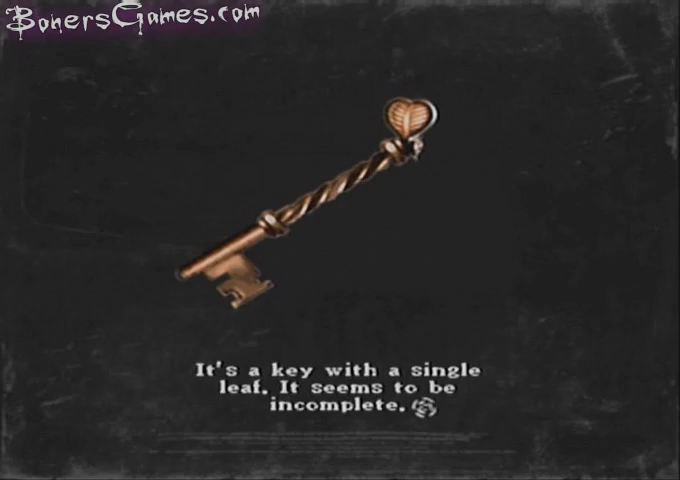 BonersGames.com
It's a key with a single
leaf. It seems to be
incomplete.